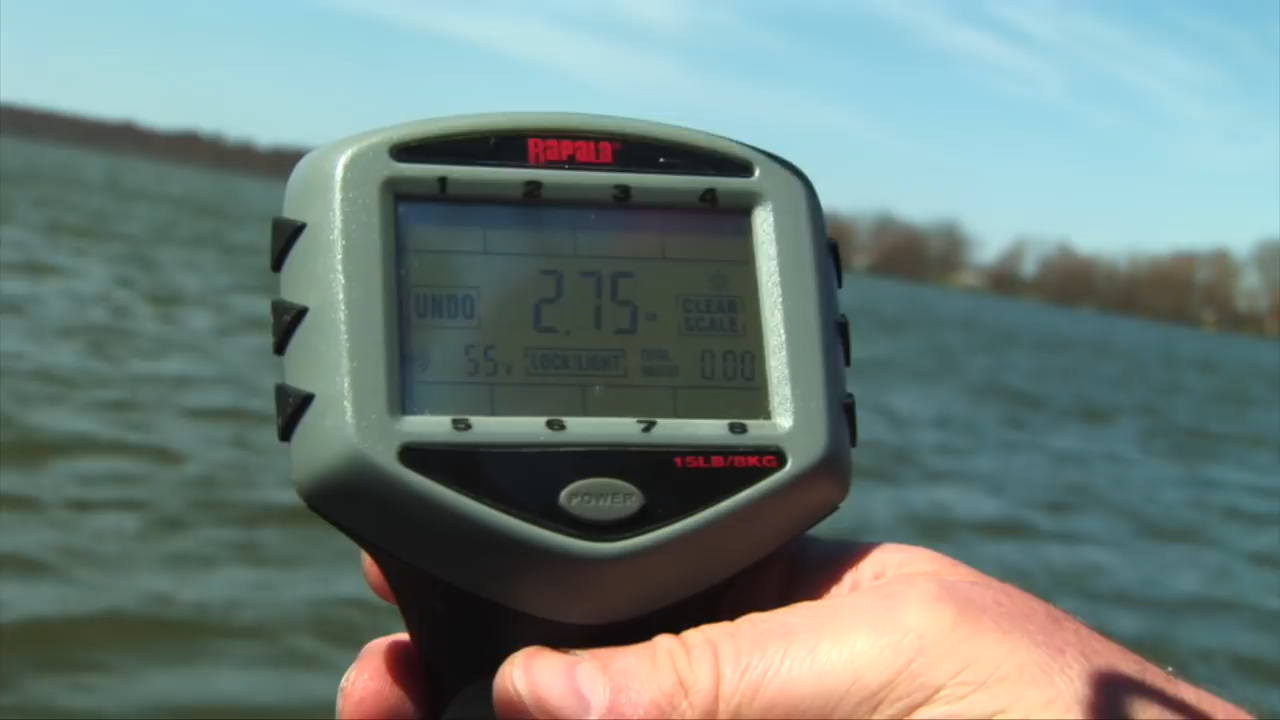 RAPALA
1 2 3 4
UNDO 2.75 LB CLEAR SCALE
55 LOCK/LIGHT TOTAL WEIGHT 0.00
5 6 7 8
15LB/8KG
POWER